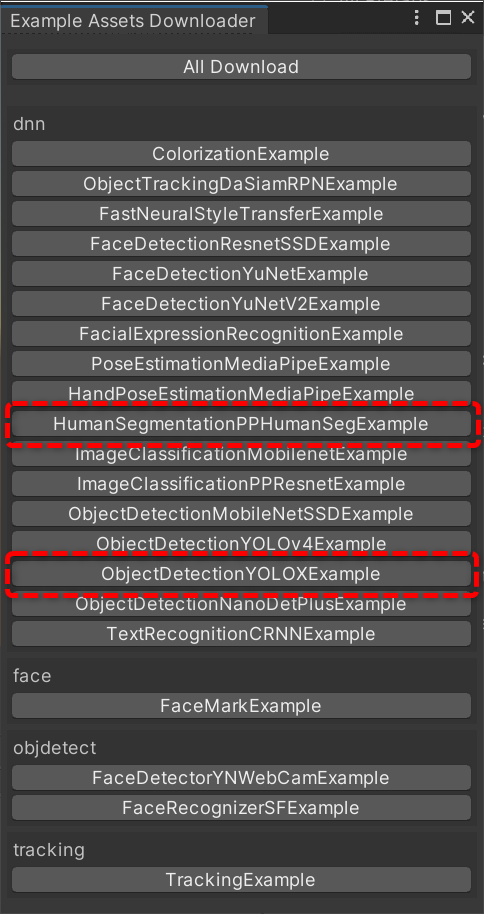 Example Assets Downloader
All Download
dnn
ColorizationExample
ObjectTrackingDaSiamRPNExample
FastNeuralStyleTransferExample
FaceDetectionResnetSSDExample
FaceDetectionYuNetExample
FaceDetectionYuNetV2Example
FacialExpressionRecognitionExample
PoseEstimationMediaPipeExample
HandPoseEstimationMediaPipeExample
HumanSegmentationPPHumanSegExample
ImageClassificationMobilenetExample
ImageClassificationPPResnetExample
ObjectDetectionMobileNetSSDExample
ObjectDetectionYOLOv4Example
ObjectDetectionYOLOXExample
ObjectDetectionNanoDetPlusExample
TextRecognitionCRNNExample
face
FaceMarkExample
objdetect
FaceDetectorYNWebCamExample
FaceRecognizerSFExample
tracking
TrackingExample